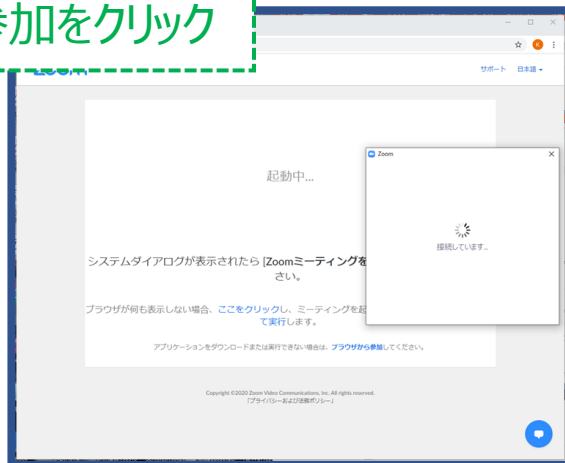 参加をクリック
zoom
サポート 日本語
K
起動中...
Zoom
接続しています...
システムダイアログが表示されたら [Zoomミーティングを
さい。
ブラウザが何も表示しない場合、ここをクリックし、ミーティングを起
て実行します。
アプリケーションをダウンロードまたは実行できない場合は、ブラウザから参加してください。
Copyright ©2020 Zoom Video Communications, Inc. All rights reserved.
「プライバシーおよび法務ポリシー」